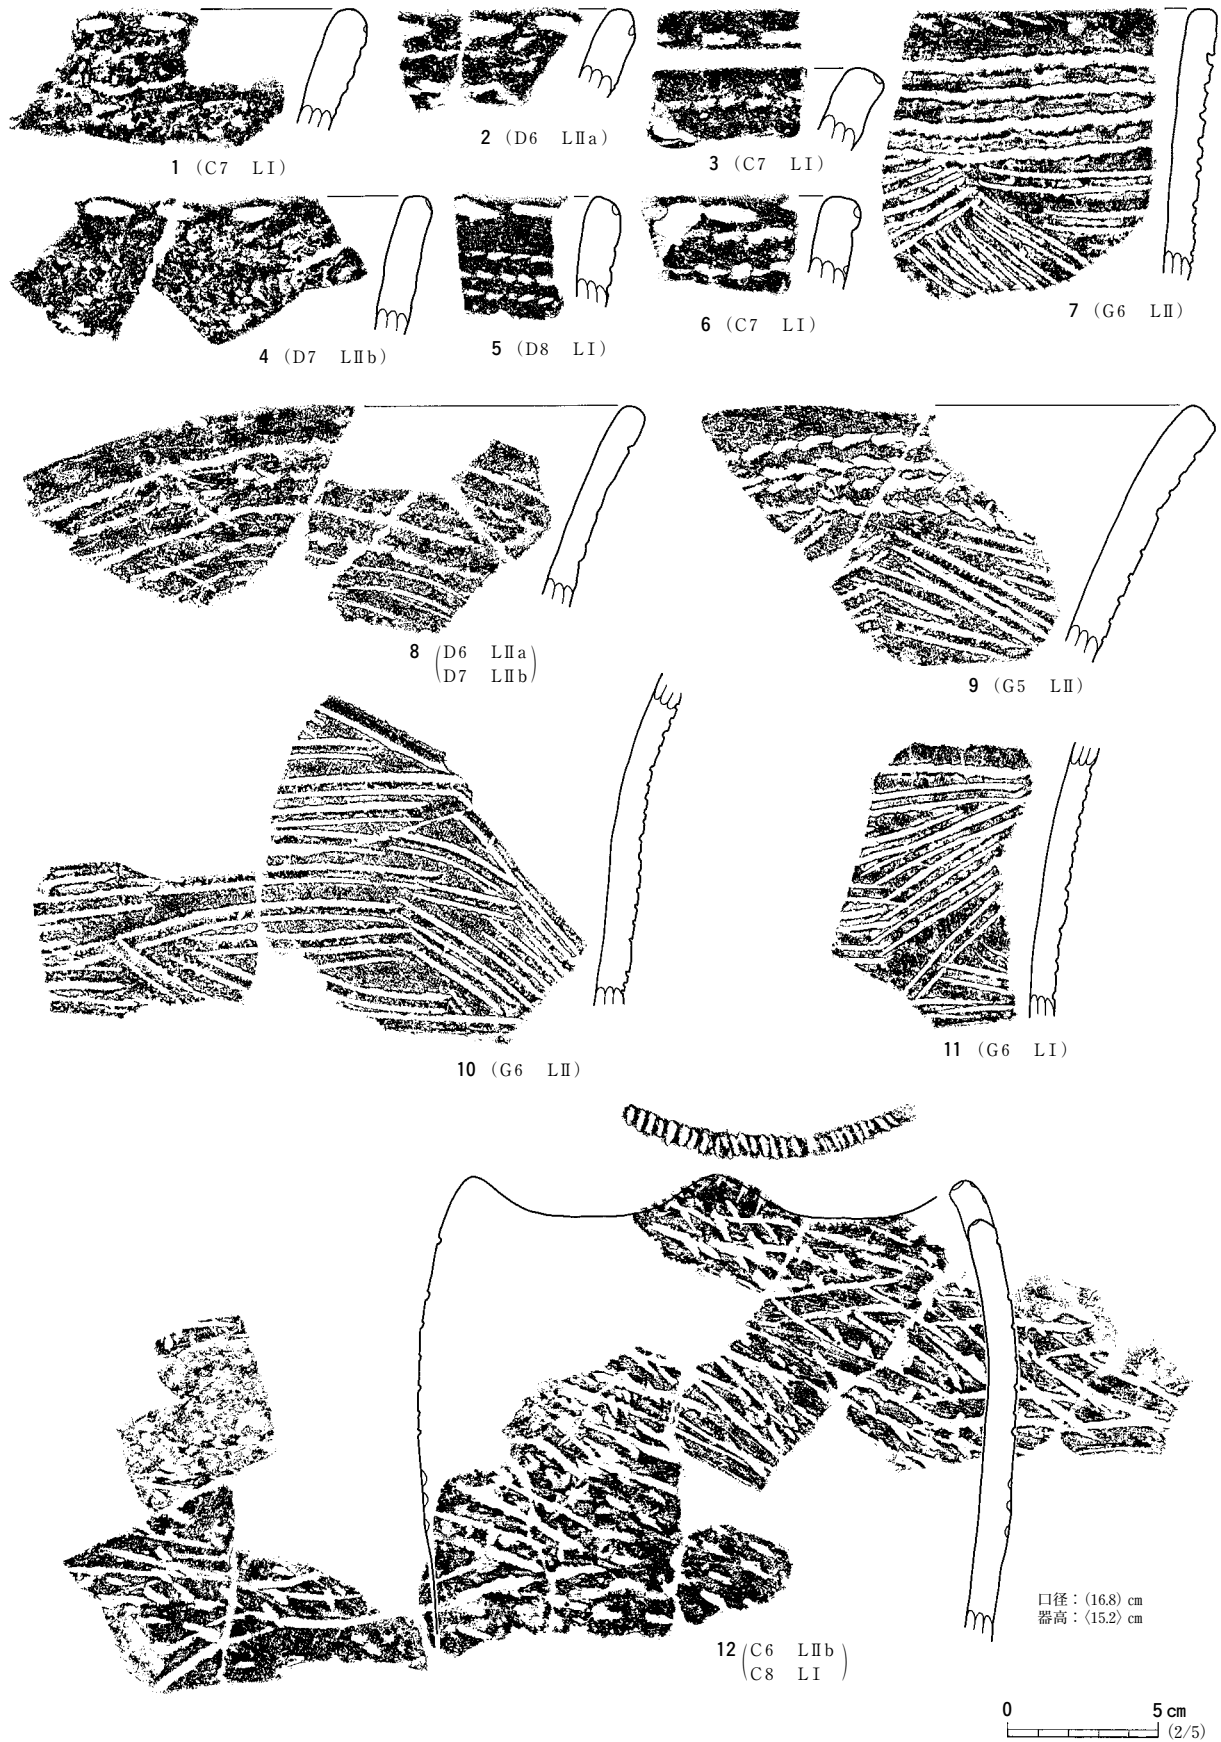 1（C7　LⅠ）
2（D6　LⅡa）
3（C7　LⅠ）
4（D7　LⅡb）
5（D8　LⅠ）
6（C7　LⅠ）
7（G6　LⅡ）
8（D6　LⅡa
D7　LⅡb）
9（G5　LⅡ）
10（G6　LⅡ）
11（G6　LⅠ）
口径：(16.8)㎝
器高：〈15.2〉㎝
12（C6　LⅡb
C8　LⅠ）
0　5㎝
(2/5)